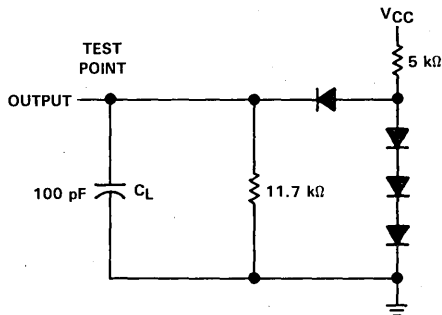 VCC
TEST
POINT
5 kΩ
OUTPUT
100 pF
CL
11.7 kΩ